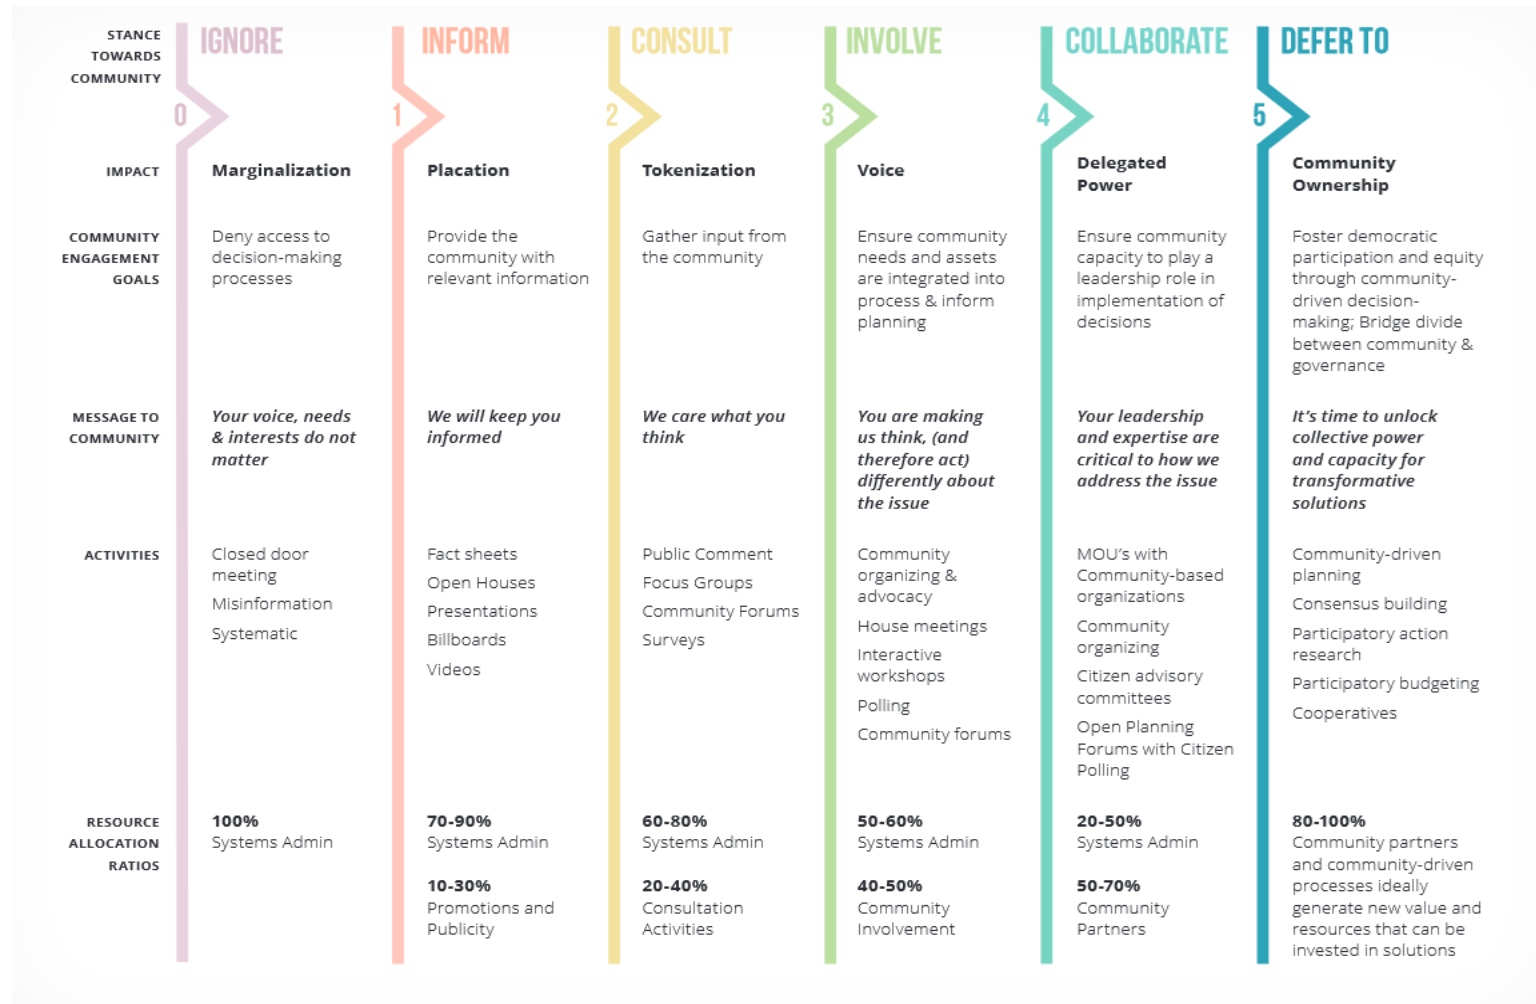 STANCE
TOWARDS
COMMUNITY
IGNORE
INFORM
CONSULT
INVOLVE
COLLABORATE
DEFER TO
0
1
2
3
4
5
IMPACT
Marginalization
Placation
Tokenization
Voice
Delegated
Power
Community
Ownership
COMMUNITY
ENGAGEMENT
GOALS
Deny access to
decision-making
processes
Provide the
community with
relevant information
Gather input from
the community
Ensure community
needs and assets
are integrated into
process & inform
planning
Ensure community
capacity to play a
leadership role in
implementation of
decisions
Foster democratic
participation and equity
through community-
driven decision-
making; Bridge divide
between community &
governance
MESSAGE TO
COMMUNITY
Your voice, needs
& interests do not
matter
We will keep you
informed
We care what you
think
You are making
us think, (and
therefore act)
differently about
the issue
Your leadership
and expertise are
critical to how we
address the issue
It's time to unlock
collective power
and capacity for
transformative
solutions
ACTIVITIES
Closed door
meeting
Misinformation
Systematic
Fact sheets
Open Houses
Presentations
Billboards
Videos
Public Comment
Focus Groups
Community Forums
Surveys
Community
organizing &
advocacy
House meetings
Interactive
workshops
Polling
Community forums
MOU's with
Community-based
organizations
Community
organizing
Citizen advisory
committees
Open Planning
Forums with Citizen
Polling
Community-driven
planning
Consensus building
Participatory action
research
Participatory budgeting
Cooperatives
RESOURCE
ALLOCATION
RATIOS
100%
Systems Admin
70-90%
Systems Admin
10-30%
Promotions and
Publicity
60-80%
Systems Admin
20-40%
Consultation
Activities
50-60%
Systems Admin
40-50%
Community
Involvement
20-50%
Systems Admin
50-70%
Community
Partners
80-100%
Community partners
and community-driven
processes ideally
generate new value and
resources that can be
invested in solutions